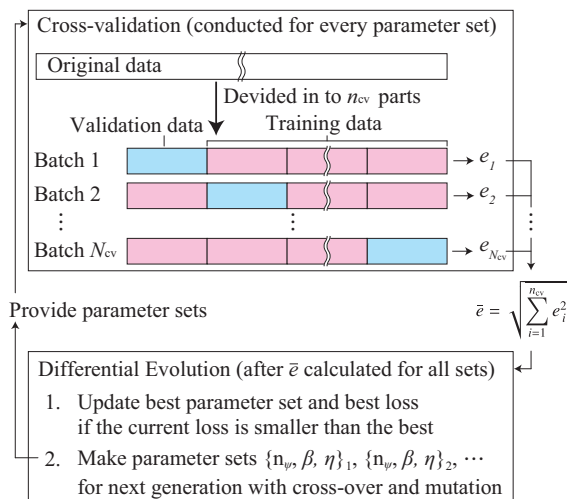 Cross-validation (conducted for every parameter set)
Original data
Devided in to n_cv parts
Validation data
Training data
Batch 1
e_1
Batch 2
e_2
⋮ ⋮ ⋮
Batch N_cv
e_{N_cv}
Provide parameter sets
ē = √(∑_{i=1}^{n_cv} e_i^2)
Differential Evolution (after ē calculated for all sets)
1. Update best parameter set and best loss
if the current loss is smaller than the best
2. Make parameter sets {n_ψ, β, η}_1, {n_ψ, β, η}_2, ⋯
for next generation with cross-over and mutation